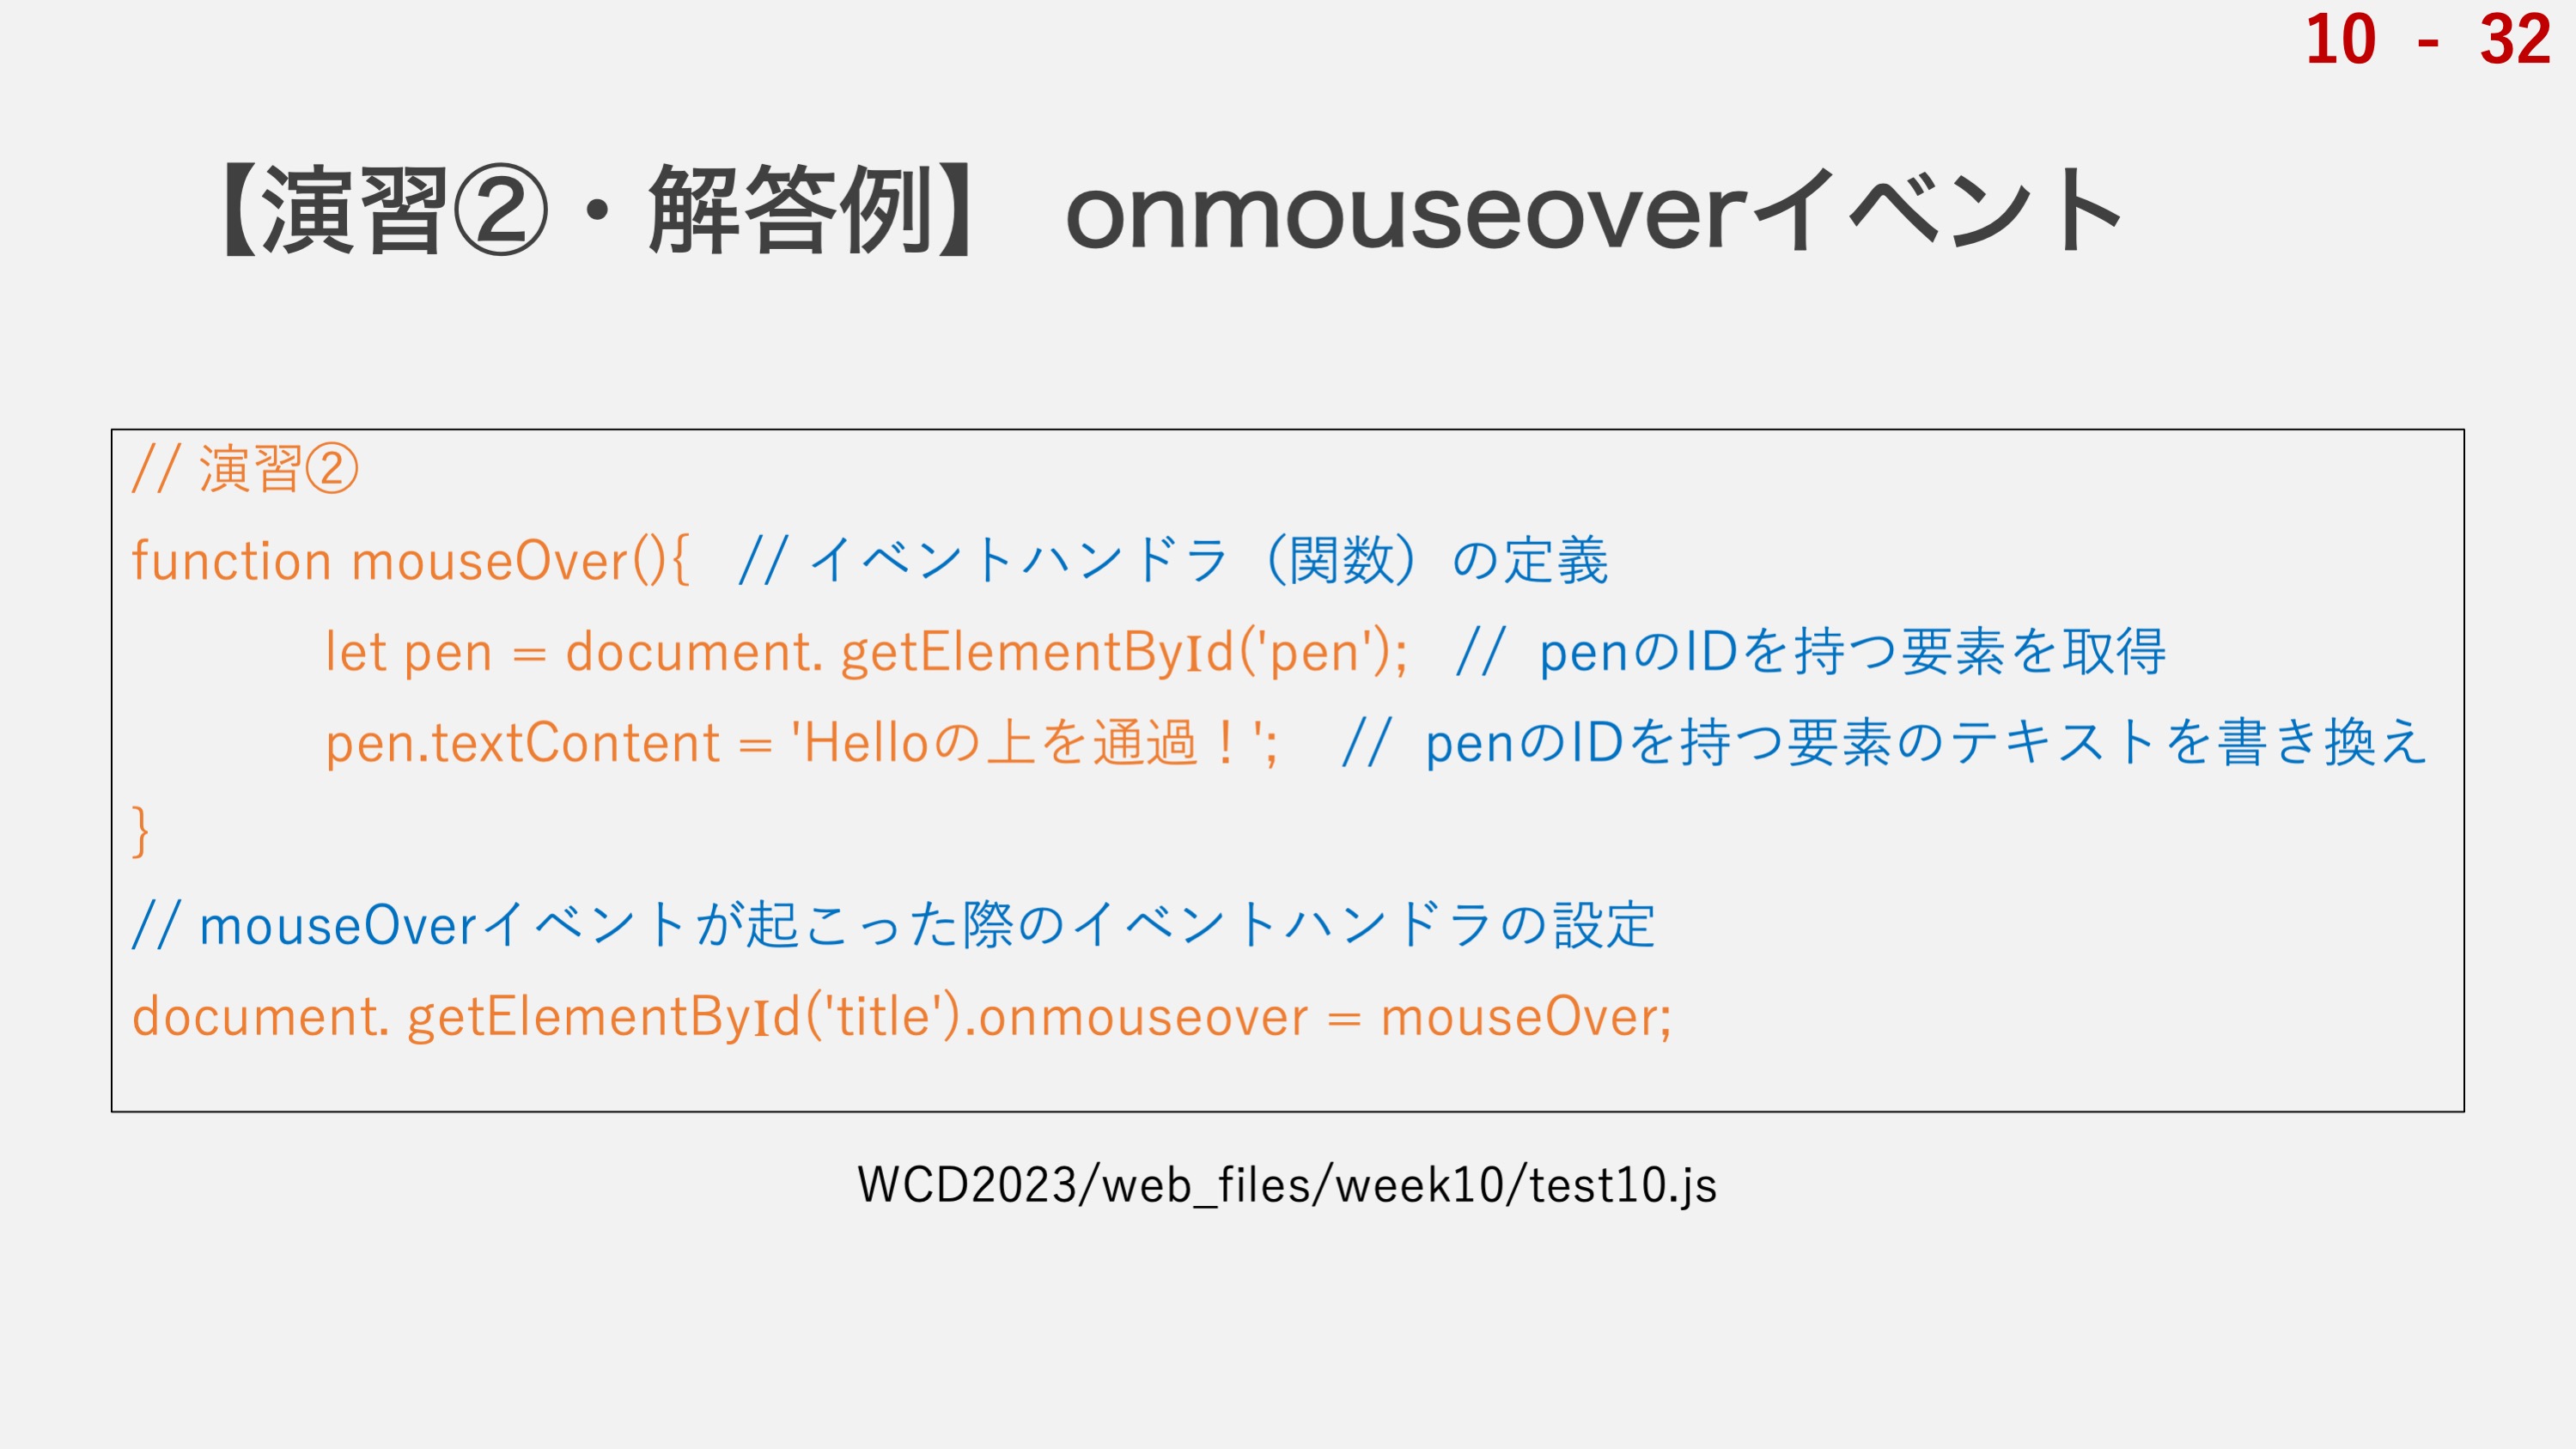 10 - 32
【演習②・解答例】 onmouseoverイベント
// 演習②
function mouseOver(){ // イベントハンドラ（関数）の定義
let pen = document. getElementById('pen'); // penのIDを持つ要素を取得
pen.textContent = 'Helloの上を通過！'; // penのIDを持つ要素のテキストを書き換え
}
// mouseOverイベントが起こった際のイベントハンドラの設定
document. getElementById('title').onmouseover = mouseOver;
WCD2023/web_files/week10/test10.js